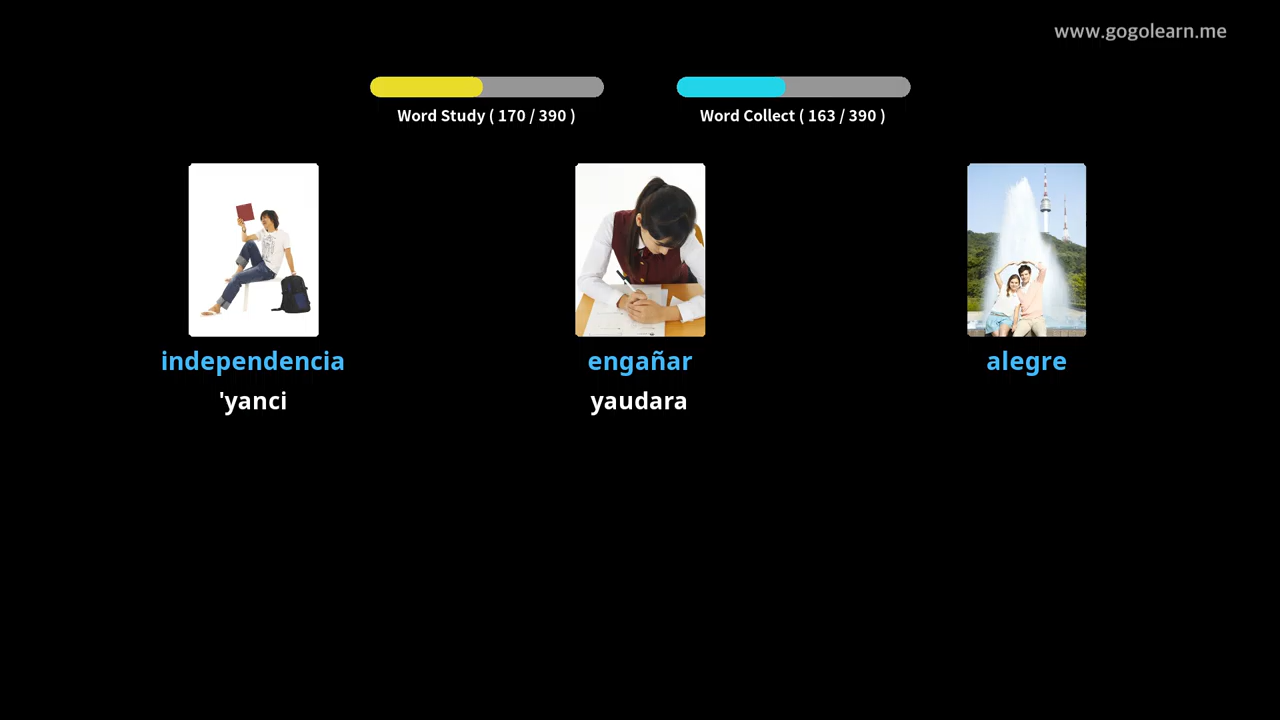 www.gogolearn.me
Word Study ( 170 / 390 )
Word Collect ( 163 / 390 )
independencia
'yanci
engañar
yaudara
alegre